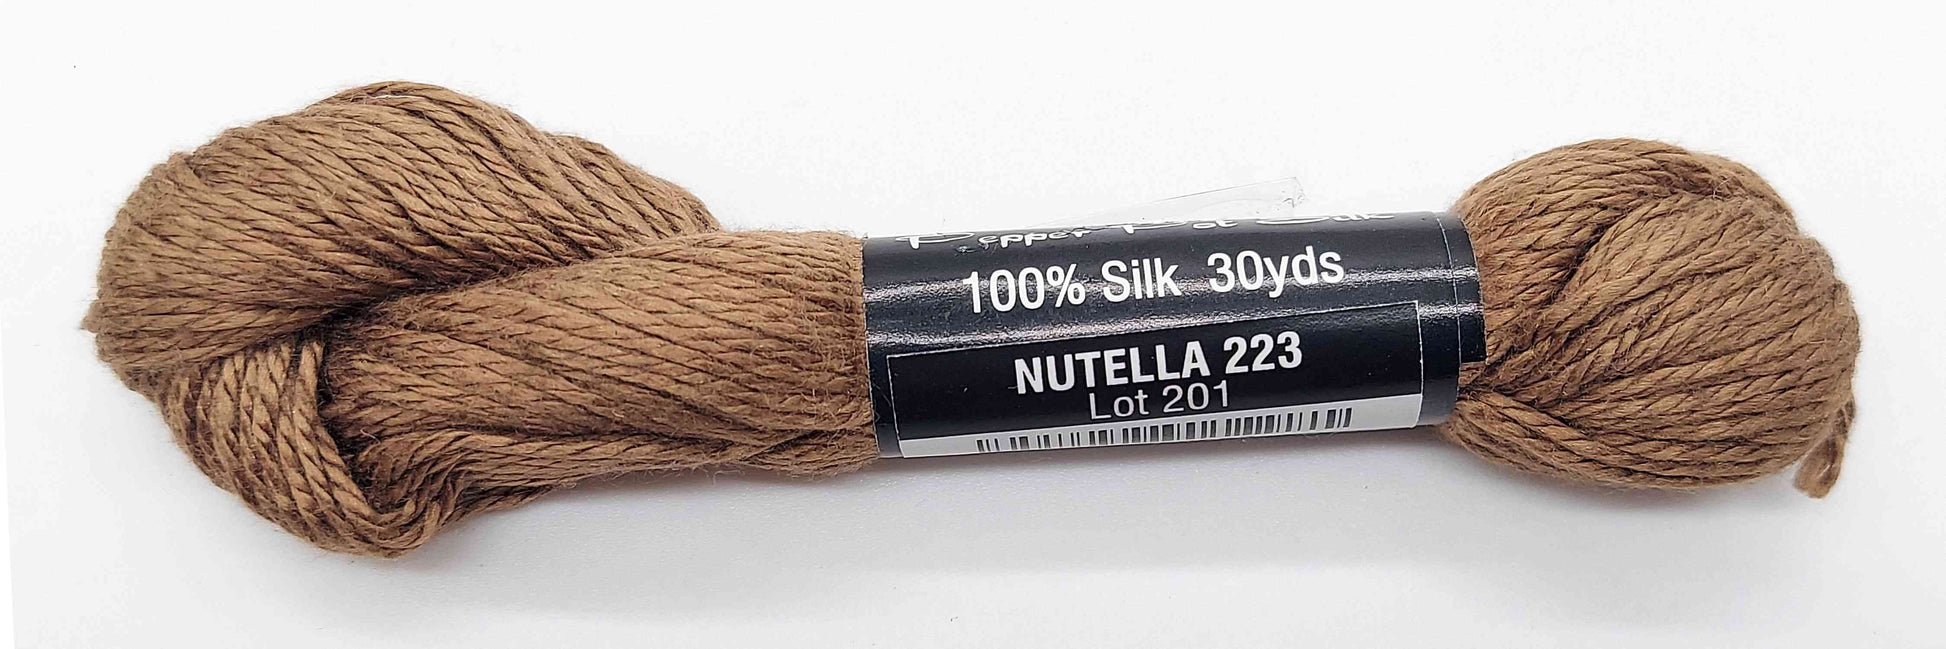 Pepper Pot Silk
100% Silk 30yds
NUTELLA 223
Lot 201